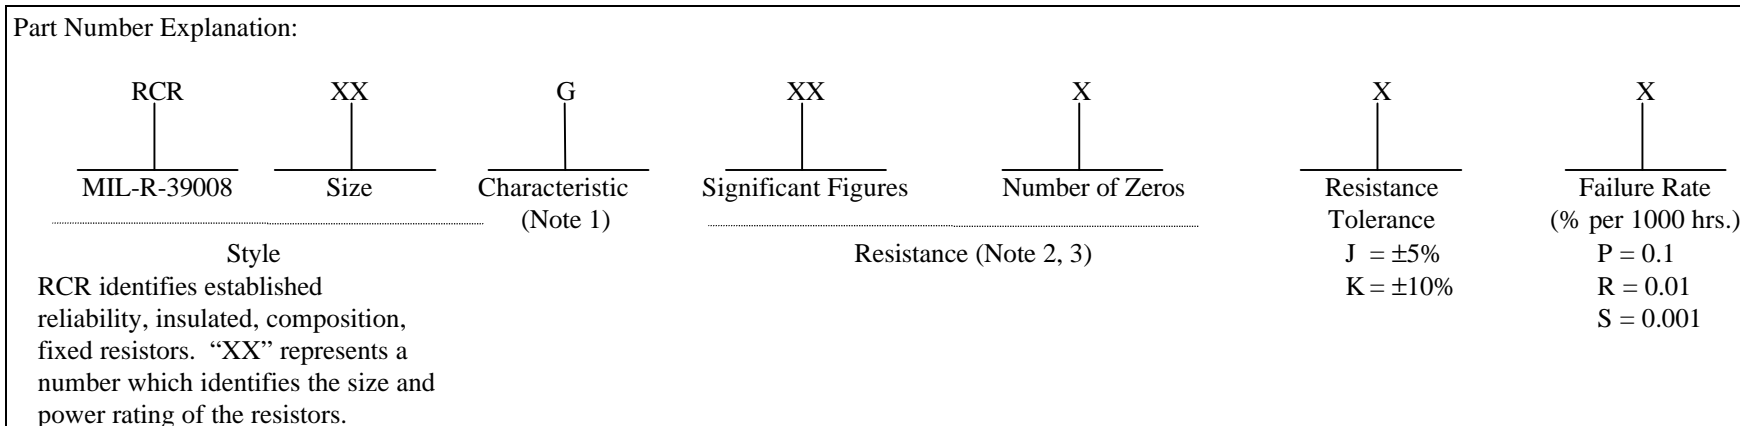 Part Number Explanation:
RCR XX G XX X X X
MIL-R-39008 Size Characteristic Significant Figures Number of Zeros Resistance Failure Rate
(Note 1) Tolerance (% per 1000 hrs.)
Style Resistance (Note 2, 3) J = ±5% P = 0.1
RCR identifies established K = ±10% R = 0.01
reliability, insulated, composition, S = 0.001
fixed resistors. “XX” represents a
number which identifies the size and
power rating of the resistors.